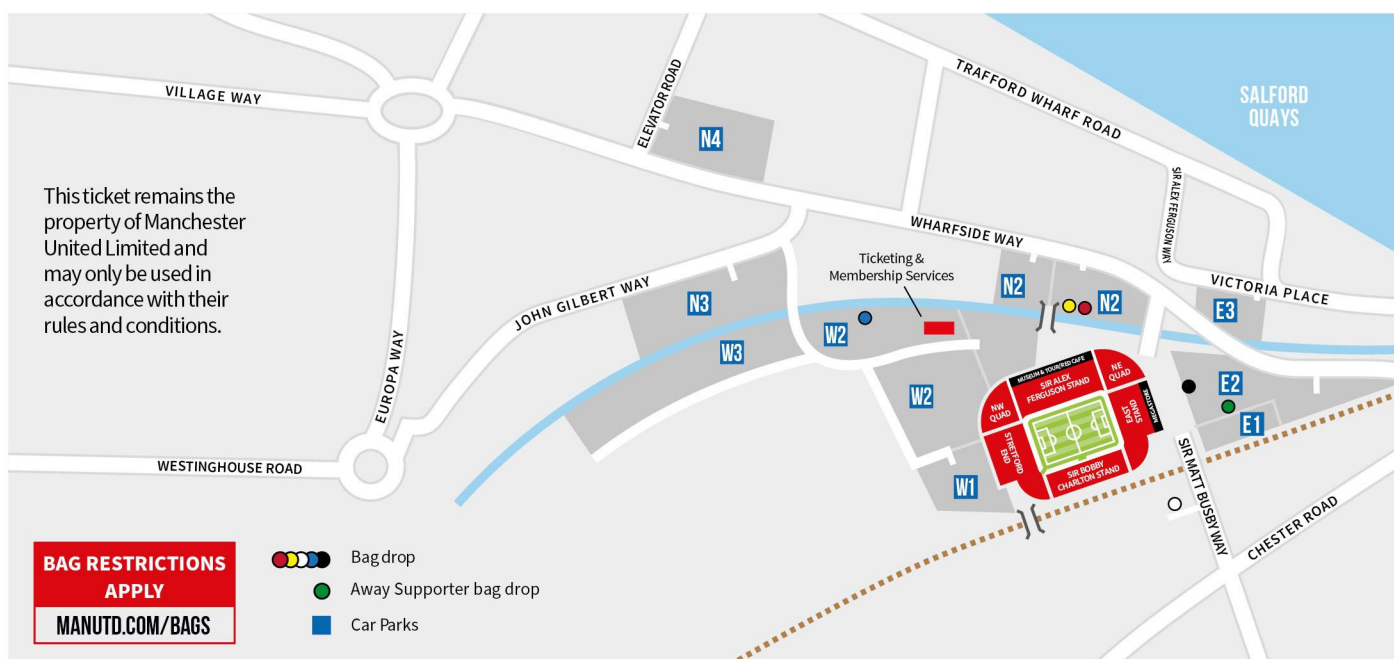 VILLAGE WAY
ELEVATOR ROAD
N4
TRAFFORD WHARF ROAD
SALFORD
QUAYS
SIR ALEX FERGUSON WAY
This ticket remains the
property of Manchester
United Limited and
may only be used in
accordance with their
rules and conditions.
WHARFSIDE WAY
Ticketing &
Membership Services
VICTORIA PLACE
JOHN GILBERT WAY
N3
N2
N2
E3
W3
W2
EUROPA WAY
MUSEUM & TOUR/RED CAFE
SIR ALEX
FERGUSON STAND
NE
QUAD
NW
QUAD
EAST
STAND
MEGASTORE
W2
E2
E1
STRETFORD
END
SIR BOBBY
CHARLTON STAND
W1
WESTINGHOUSE ROAD
SIR MATT BUSBY WAY
CHESTER ROAD
BAG RESTRICTIONS
APPLY
MANUTD.COM/BAGS
Bag drop
Away Supporter bag drop
Car Parks